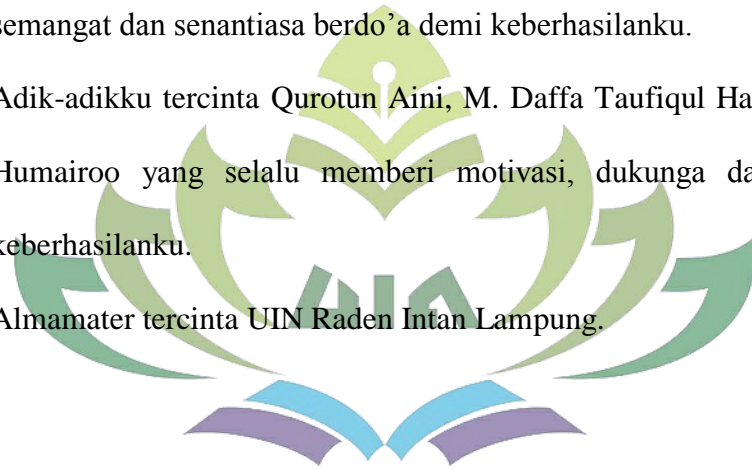 semangat dan senantiasa berdo’a demi keberhasilanku.
Adik-adikku tercinta Qurotun Aini, M. Daffa Taufiqul Ha
Humairoo yang selalu memberi motivasi, dukunga da
keberhasilanku.
UIN
Almamater tercinta UIN Raden Intan Lampung.